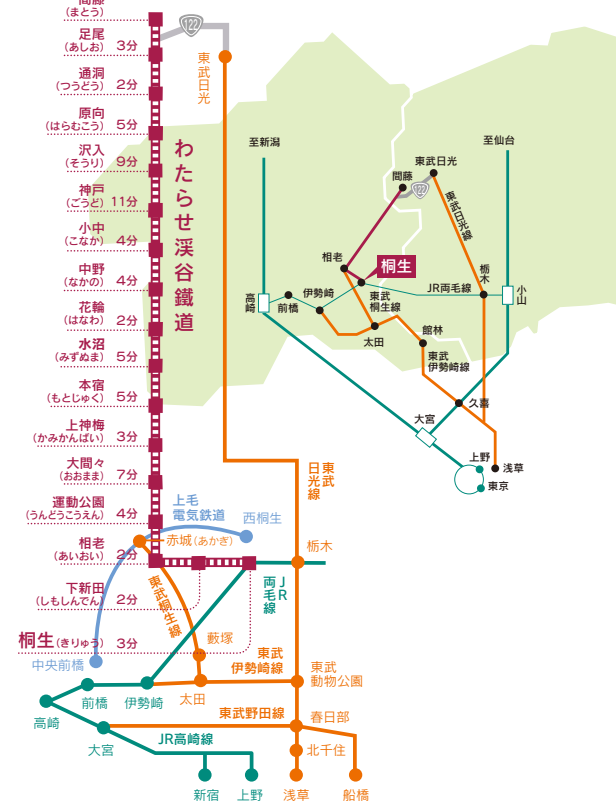 間藤
(まとう)
足尾
(あしお)
3分
通洞
(つうどう)
2分
原向
(はらむこう)
5分
沢入
(そうり)
9分
神戸
(ごうど)
11分
小中
(こなか)
4分
中野
(なかの)
4分
花輪
(はなわ)
2分
水沼
(みずぬま)
5分
本宿
(もとじゅく)
5分
上神梅
(かみかんばい)
3分
大間々
(おおまま)
7分
運動公園
(うんどうこうえん)
4分
相老
(あいおい)
2分
下新田
(しもしんでん)
2分
桐生(きりゅう)
3分
わたらせ渓谷鐵道
122
東武日光
上毛
電気鉄道
西桐生
赤城(あかぎ)
中央前橋
東武桐生線
藪塚
東武
日光線
栃木
JR
両毛線
東武
伊勢崎線
東武
動物公園
太田
伊勢崎
前橋
高崎
大宮
東武野田線
春日部
JR高崎線
北千住
新宿
上野
浅草
船橋
至新潟
至仙台
東武日光
間藤
122
東武日光線
相老
桐生
栃木
小山
JR両毛線
高崎
前橋
伊勢崎
東武
桐生線
太田
館林
東武
伊勢崎線
久喜
大宮
上野
浅草
東京